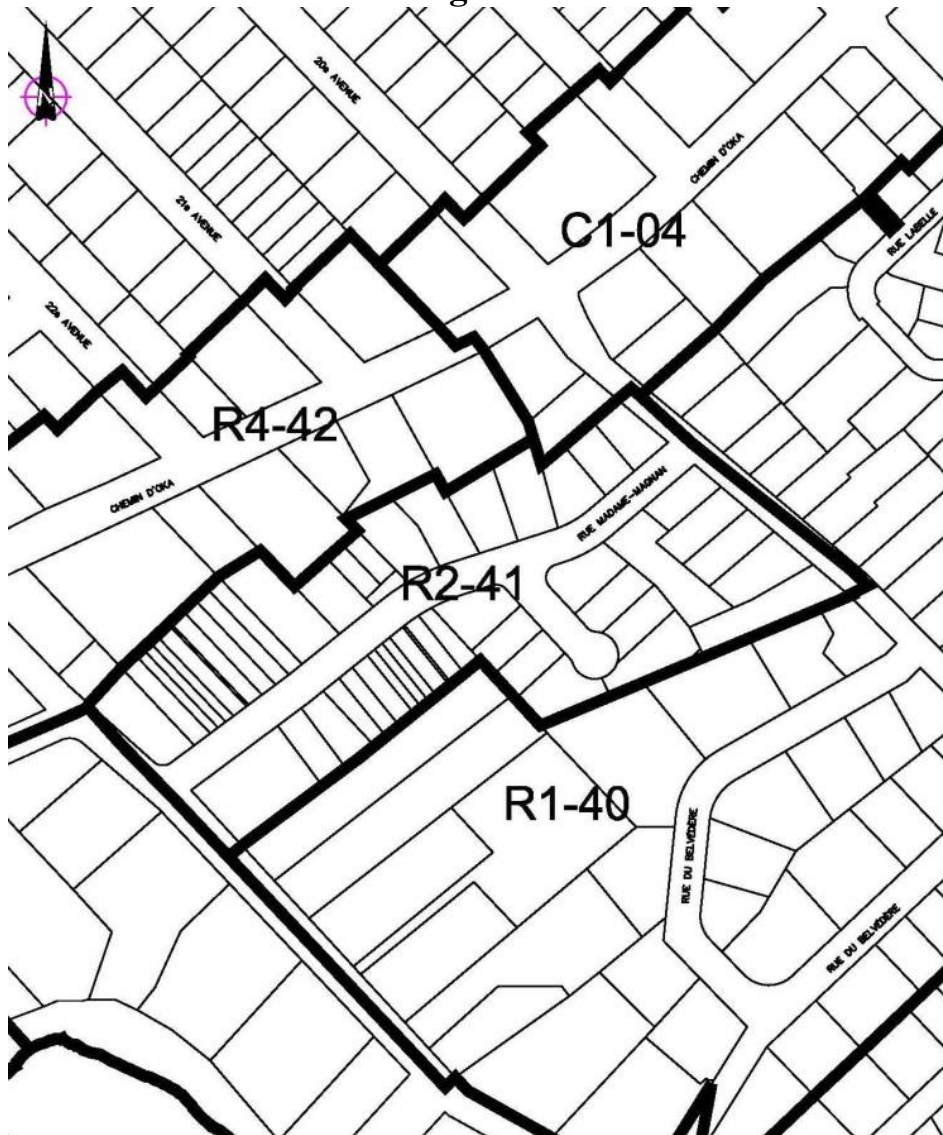 g
N
20e AVENUE
21e AVENUE
22e AVENUE
CHEMIN D'OKA
C1-04
RUE LABELLE
R4-42
CHEMIN D'OKA
RUE MADAME-MAGNAN
R2-41
R1-40
RUE DU BELVÉDÈRE
RUE DU BELVÉDÈRE